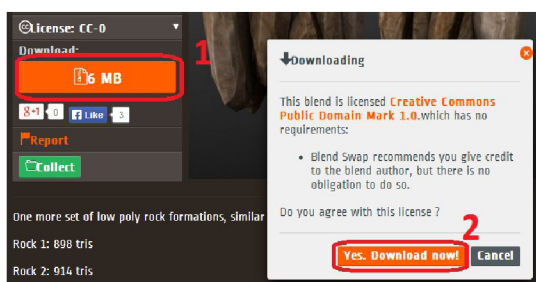 License: CC-0
Download:
1
6 MB
8+1 0 Like 3
Report
Collect
One more set of low poly rock formations, similar
Rock 1: 898 tris
Rock 2: 914 tris
Downloading
This blend is licensed Creative Commons
Public Domain Mark 1.0.which has no
requirements:
• Blend Swap recommends you give credit
to the blend author, but there is no
obligation to do so.
Do you agree with this license ?
2
Yes. Download now! Cancel